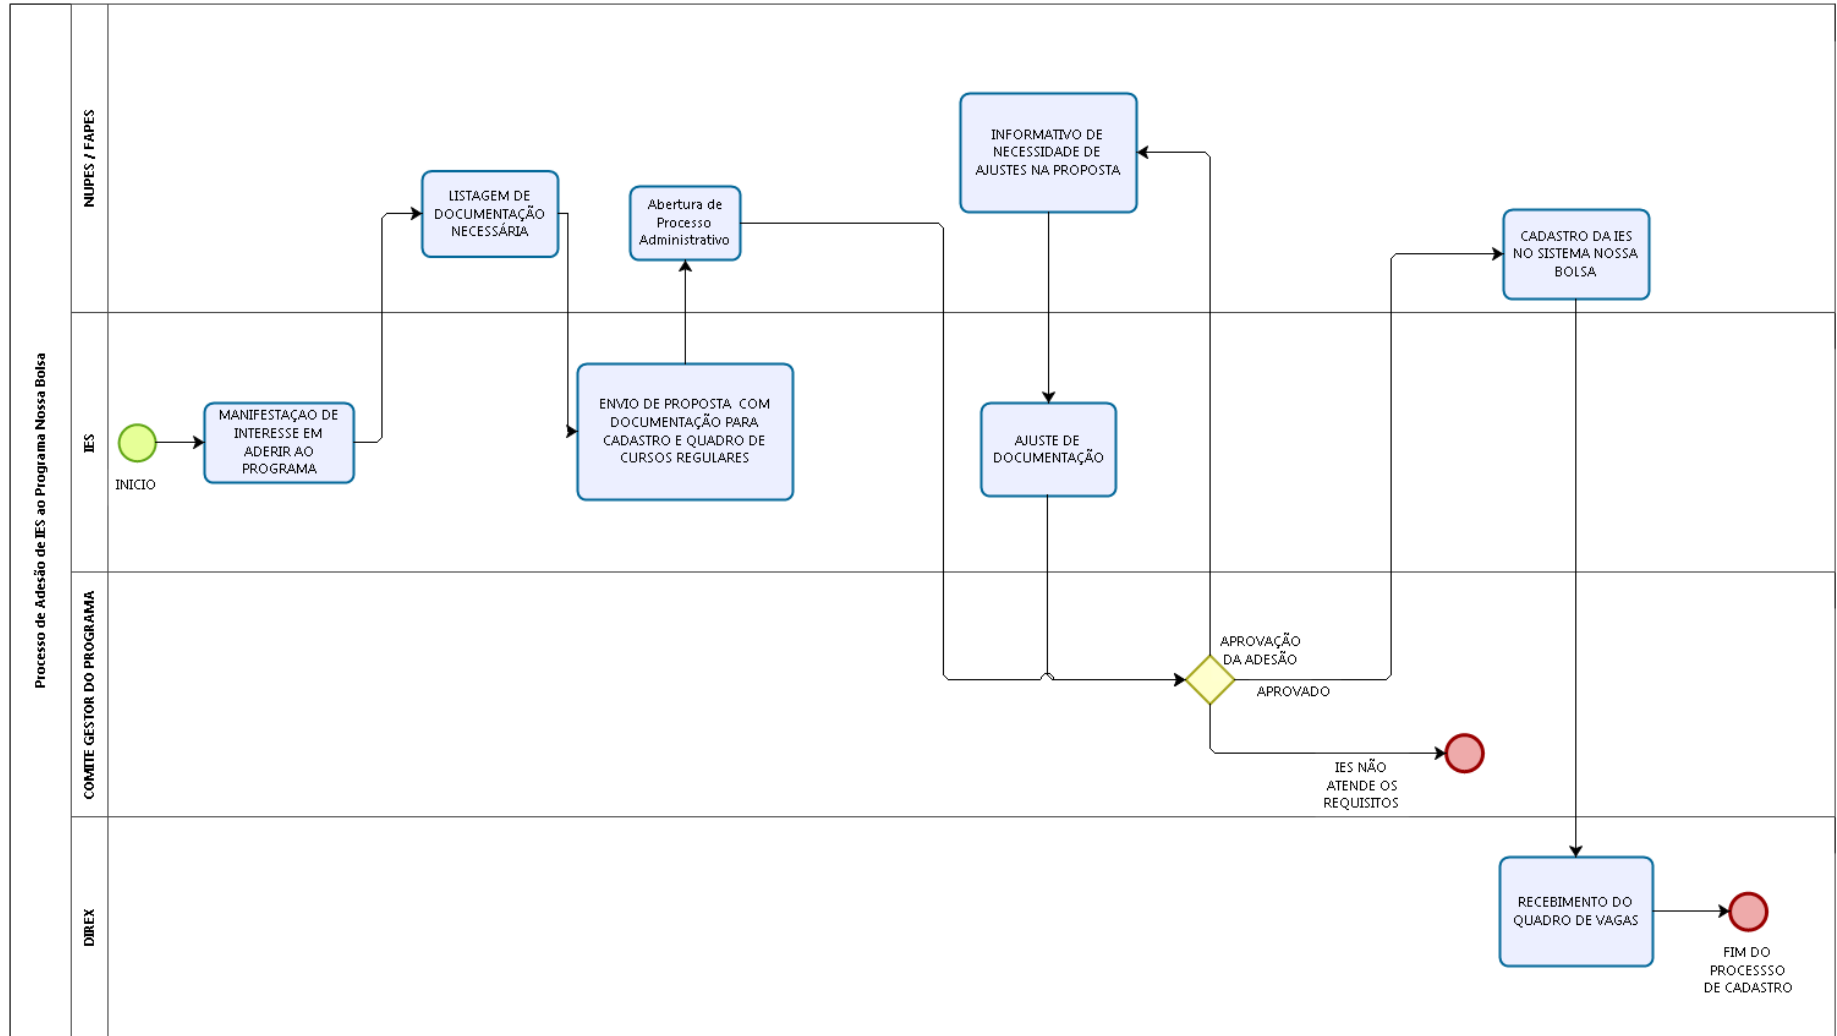 Processo de Adesão de IES ao Programa Nossa Bolsa
NUPES / FAPES
LISTAGEM DE
DOCUMENTAÇÃO
NECESSÁRIA
Abertura de
Processo
Administrativo
INFORMATIVO DE
NECESSIDADE DE
AJUSTES NA PROPOSTA
CADASTRO DA IES
NO SISTEMA NOSSA
BOLSA
IES
INICIO
MANIFESTAÇAO DE
INTERESSE EM
ADERIR AO
PROGRAMA
ENVIO DE PROPOSTA COM
DOCUMENTAÇÃO PARA
CADASTRO E QUADRO DE
CURSOS REGULARES
AJUSTE DE
DOCUMENTAÇÃO
COMITE GESTOR DO PROGRAMA
APROVAÇÃO
DA ADESÃO
APROVADO
IES NÃO
ATENDE OS
REQUISITOS
DIREX
RECEBIMENTO DO
QUADRO DE VAGAS
FIM DO
PROCESSSO
DE CADASTRO